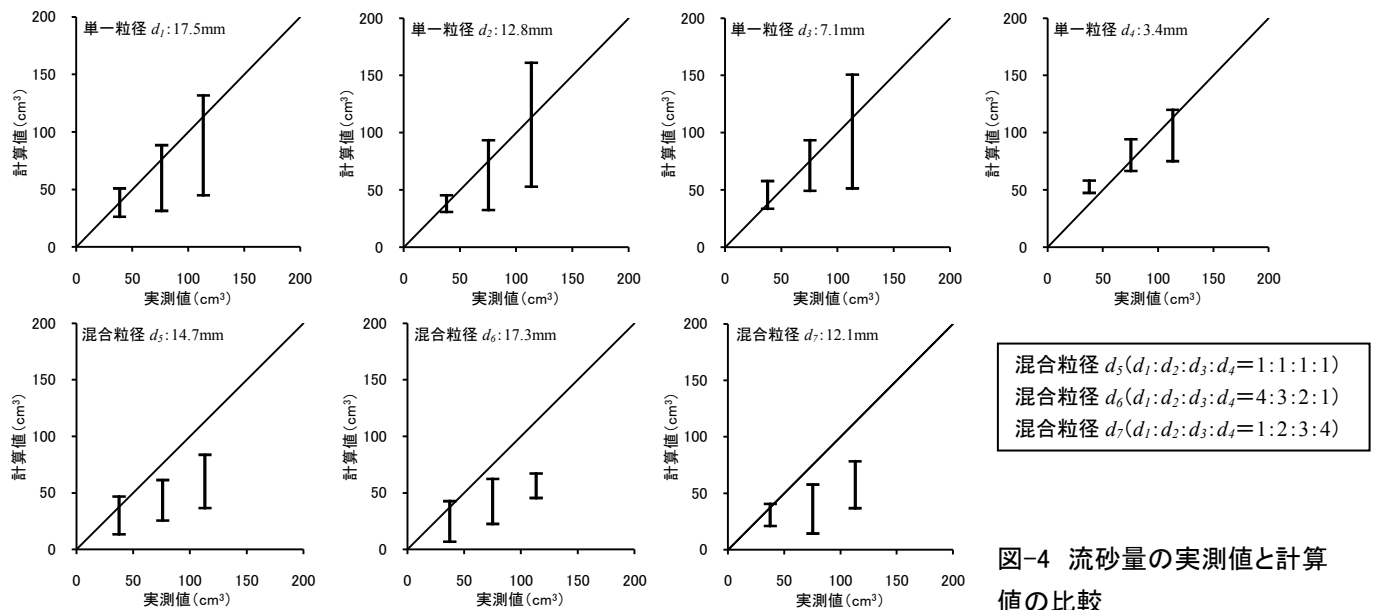 単一粒径 d1:17.5mm
200
150
100
50
0
計算値(cm³)
0 50 100 150 200
実測値(cm³)
単一粒径 d2:12.8mm
200
150
100
50
0
計算値(cm³)
0 50 100 150 200
実測値(cm³)
単一粒径 d3:7.1mm
200
150
100
50
0
計算値(cm³)
0 50 100 150 200
実測値(cm³)
単一粒径 d4:3.4mm
200
150
100
50
0
計算値(cm³)
0 50 100 150 200
実測値(cm³)
混合粒径 d5:14.7mm
200
150
100
50
0
計算値(cm³)
0 50 100 150 200
実測値(cm³)
混合粒径 d6:17.3mm
200
150
100
50
0
計算値(cm³)
0 50 100 150 200
実測値(cm³)
混合粒径 d7:12.1mm
200
150
100
50
0
計算値(cm³)
0 50 100 150 200
実測値(cm³)
混合粒径 d5(d1:d2:d3:d4=1:1:1:1)
混合粒径 d6(d1:d2:d3:d4=4:3:2:1)
混合粒径 d7(d1:d2:d3:d4=1:2:3:4)
図-4 流砂量の実測値と計算
値の比較